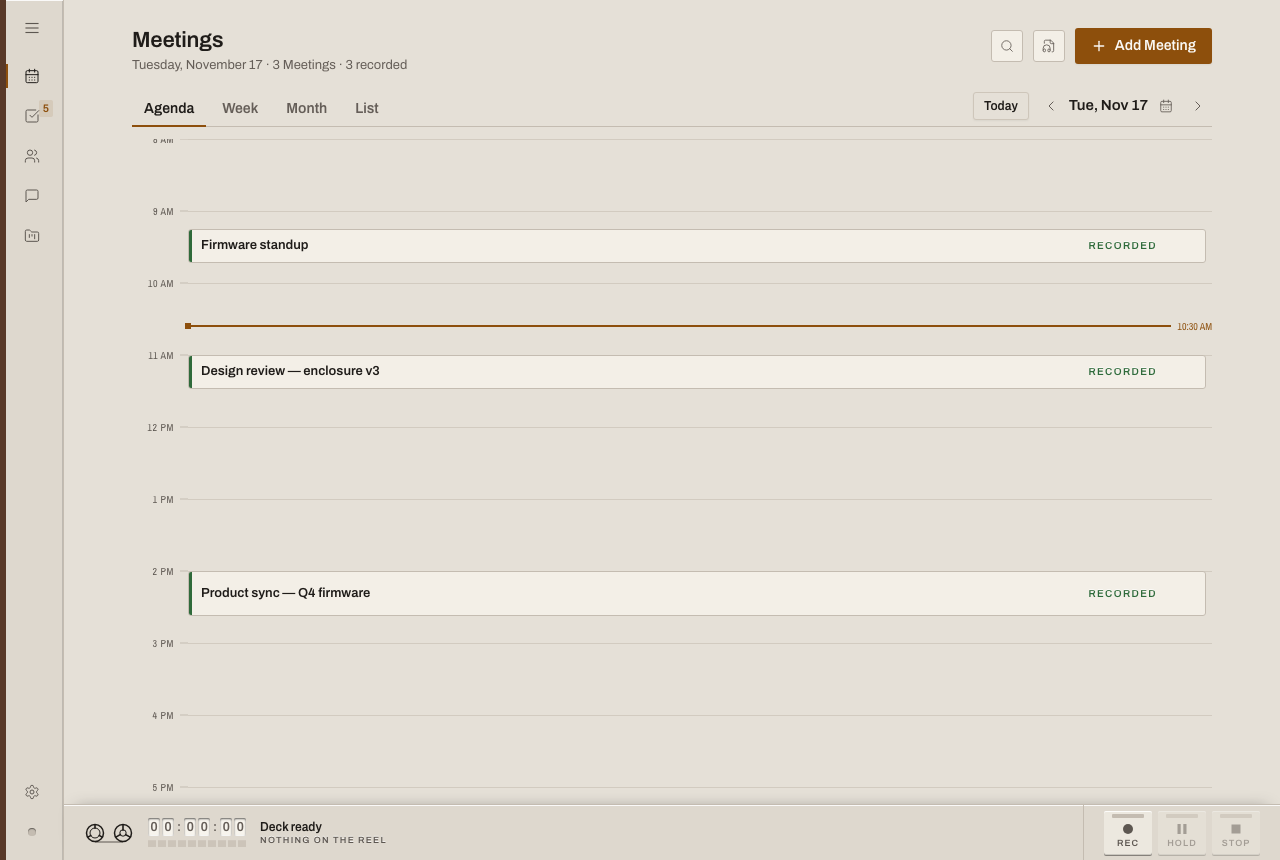 Meetings
Tuesday, November 17 · 3 Meetings · 3 recorded
Add Meeting
5
Agenda Week Month List
Today Tue, Nov 17
8 AM
9 AM
Firmware standup RECORDED
10 AM
10:30 AM
11 AM
Design review — enclosure v3 RECORDED
12 PM
1 PM
2 PM
Product sync — Q4 firmware RECORDED
3 PM
4 PM
5 PM
00:00:00
Deck ready
NOTHING ON THE REEL
REC HOLD STOP